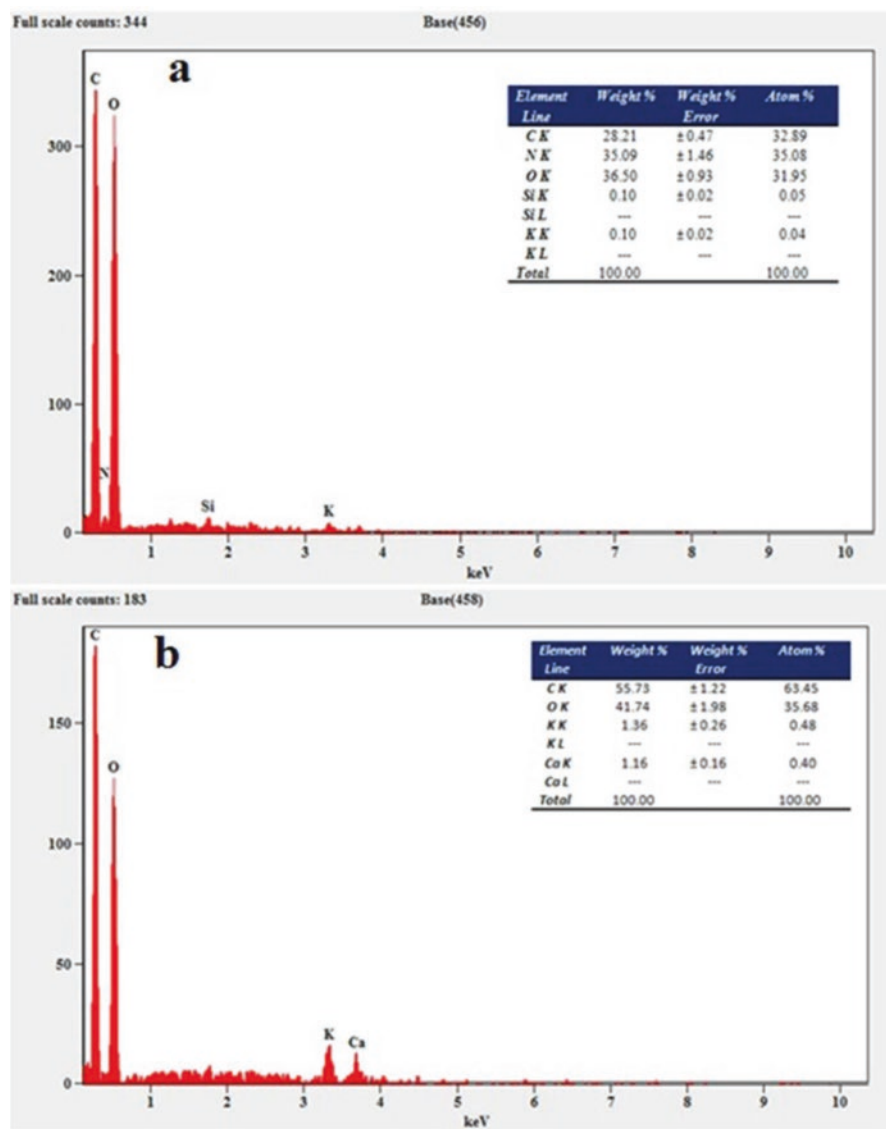 Full scale counts: 344 Base(456)
a
C
O
300
200
100
N
Si
K
0
1 2 3 4 5 6 7 8 9 10
keV
Element Line Weight % Weight % Error Atom %
C K 28.21 ±0.47 32.89
N K 35.09 ±1.46 35.08
O K 36.50 ±0.93 31.95
Si K 0.10 ±0.02 0.05
Si L --- --- ---
K K 0.10 ±0.02 0.04
K L --- --- ---
Total 100.00 100.00
Full scale counts: 183 Base(458)
b
C
O
150
100
50
K
Ca
0
1 2 3 4 5 6 7 8 9 10
keV
Element Line Weight % Weight % Error Atom %
C K 55.73 ±1.22 63.45
O K 41.74 ±1.98 35.68
K K 1.36 ±0.26 0.48
K L --- --- ---
Ca K 1.16 ±0.16 0.40
Ca L --- --- ---
Total 100.00 100.00